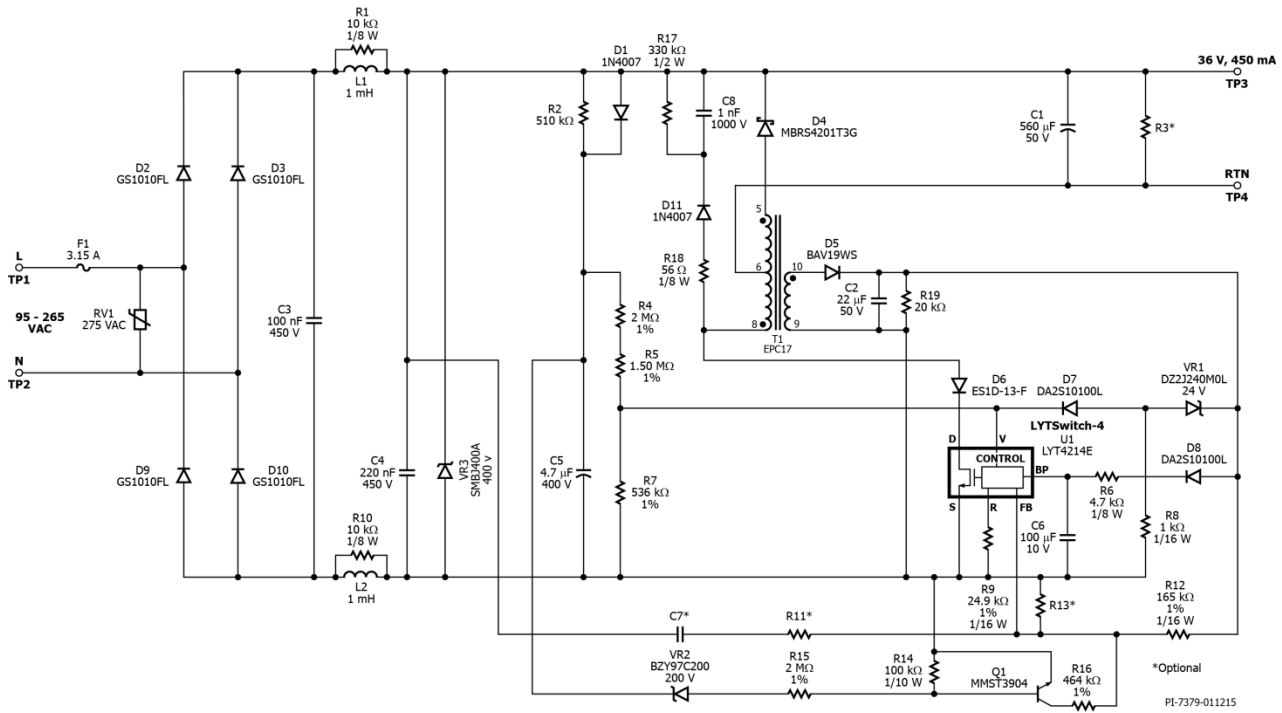 R1
10 kΩ
1/8 W
L1
1 mH
R17
330 kΩ
1/2 W
D1
1N4007
R2
510 kΩ
C8
1 nF
1000 V
D4
MBRS4201T3G
C1
560 μF
50 V
R3*
36 V, 450 mA
TP3
RTN
TP4
D2
GS1010FL
D3
GS1010FL
D11
1N4007
5
6
8
10
9
T1
EPC17
D5
BAV19WS
C2
22 μF
50 V
R19
20 kΩ
R18
56 Ω
1/8 W
L
TP1
F1
3.15 A
95 - 265
VAC
RV1
275 VAC
N
TP2
C3
100 nF
450 V
R4
2 MΩ
1%
R5
1.50 MΩ
1%
D6
ES1D-13-F
D7
DA2S10100L
VR1
DZ2J240M0L
24 V
LYTSwitch-4
U1
LYT4214E
D
V
CONTROL
BP
S
R
FB
D8
DA2S10100L
D9
GS1010FL
D10
GS1010FL
C4
220 nF
450 V
VR3
SMBJ400A
400 V
C5
4.7 μF
400 V
R7
536 kΩ
1%
R6
4.7 kΩ
1/8 W
C6
100 μF
10 V
R8
1 kΩ
1/16 W
R10
10 kΩ
1/8 W
L2
1 mH
R9
24.9 kΩ
1%
1/16 W
R13*
R12
165 kΩ
1%
1/16 W
C7*
R11*
VR2
BZY97C200
200 V
R15
2 MΩ
1%
R14
100 kΩ
1/10 W
Q1
MMST3904
R16
464 kΩ
1%
*Optional
PI-7379-011215